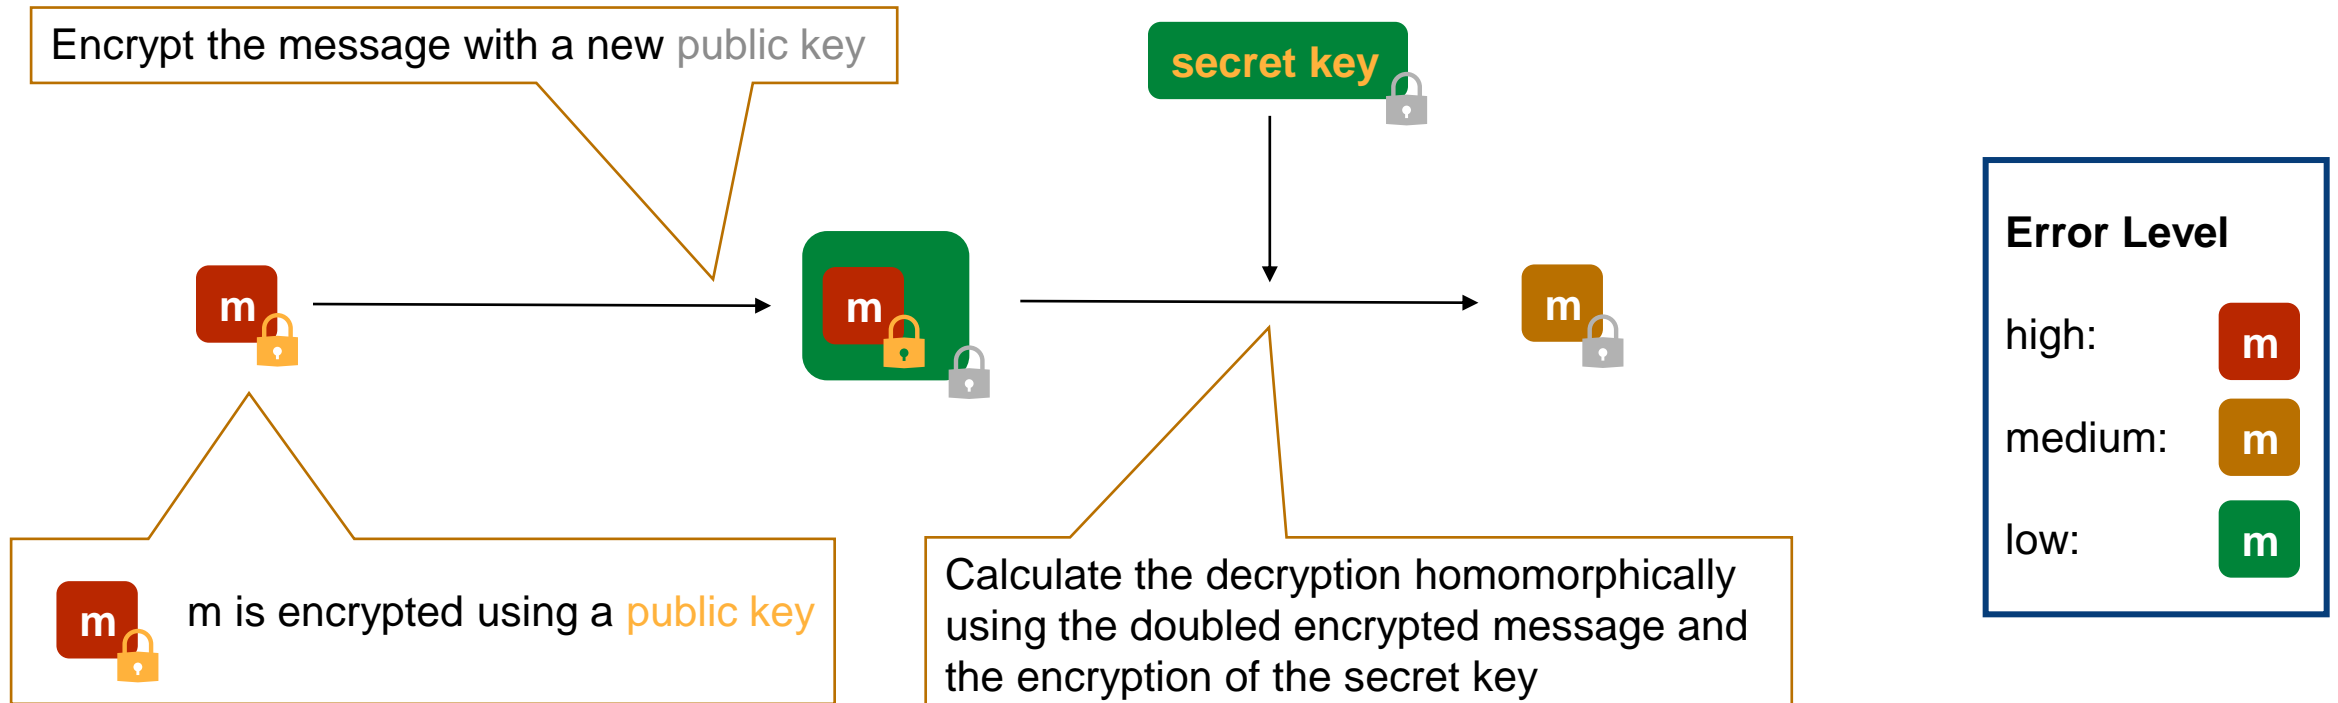 Encrypt the message with a new public key
secret key
m
m
m
m is encrypted using a public key
m
Calculate the decryption homomorphically
using the doubled encrypted message and
the encryption of the secret key
Error Level
high: m
medium: m
low: m